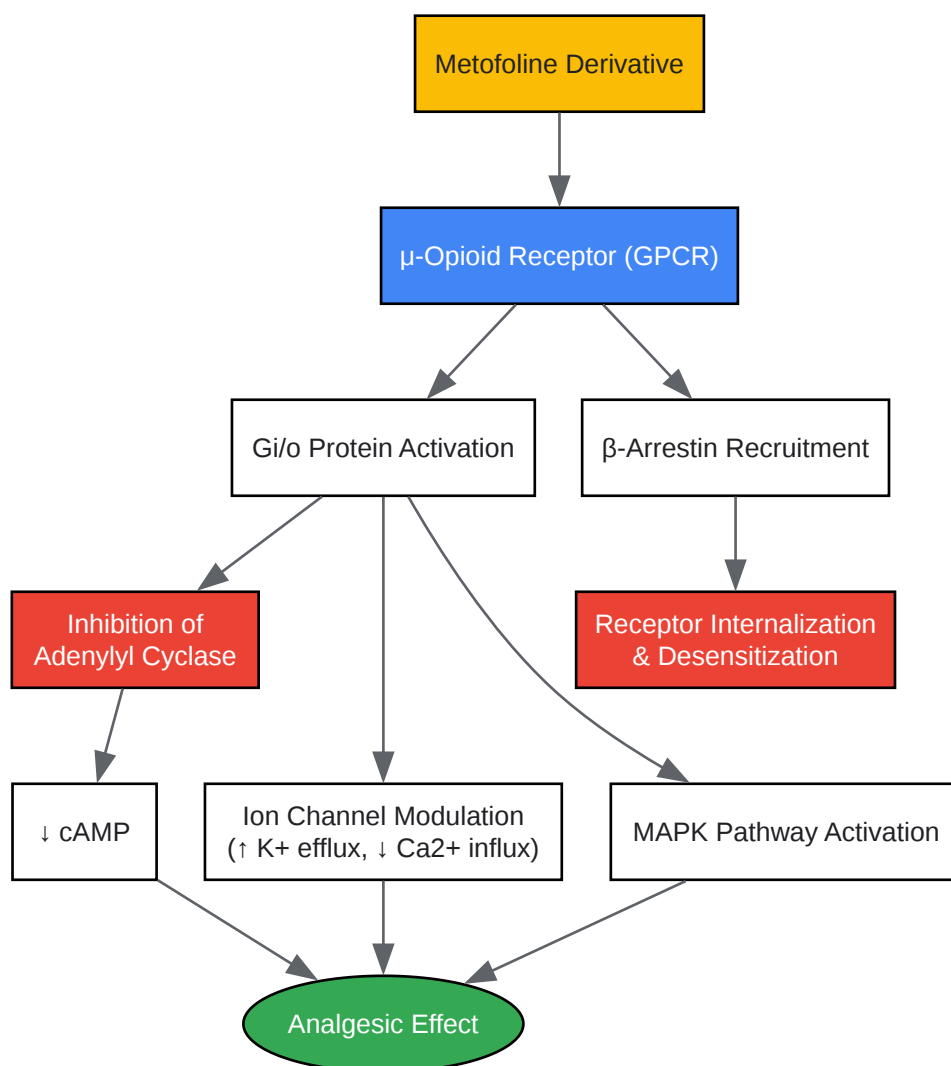 Metofoline Derivative
μ-Opioid Receptor (GPCR)
Gi/o Protein Activation
β-Arrestin Recruitment
Inhibition of
Adenylyl Cyclase
Receptor Internalization
& Desensitization
↓ cAMP
Ion Channel Modulation
(↑ K+ efflux, ↓ Ca2+ influx)
MAPK Pathway Activation
Analgesic Effect